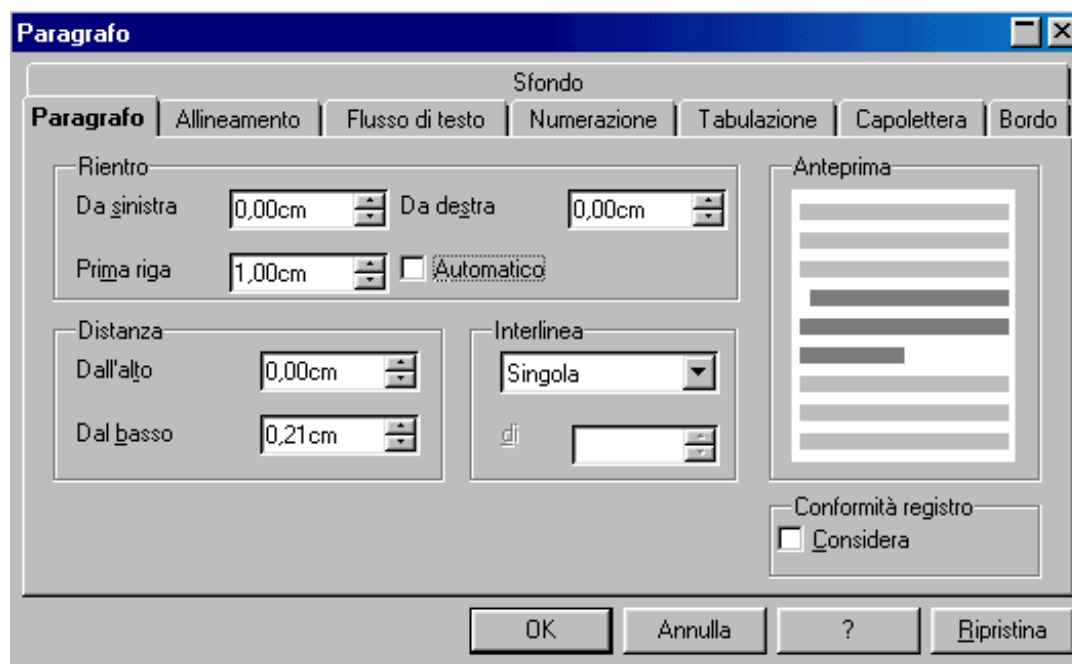 Paragrafo
Sfondo
Paragrafo Allineamento Flusso di testo Numerazione Tabulazione Capolettera Bordo
Rientro
Da sinistra 0,00cm Da destra 0,00cm
Prima riga 1,00cm Automatico
Anteprima
Distanza
Dall'alto 0,00cm
Dal basso 0,21cm
Interlinea
Singola
di
Conformità registro
Considera
OK Annulla ? Ripristina